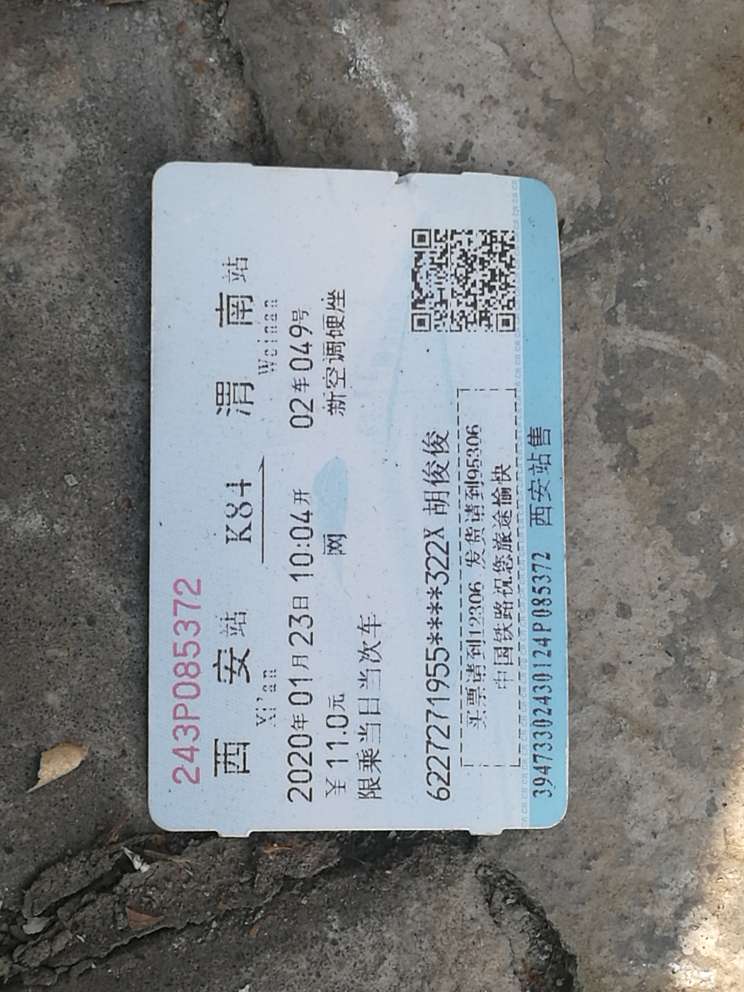 243P085372
西安站 K84 渭南站
Xi'an Weinan
2020年01月23日10:04开 02车049号
￥11.0元 网 新空调硬座
限乘当日当次车
6227271955****322X 胡俊俊
买票请到12306 发货请到95306
中国铁路祝您旅途愉快
39473302430124P085372 西安站售